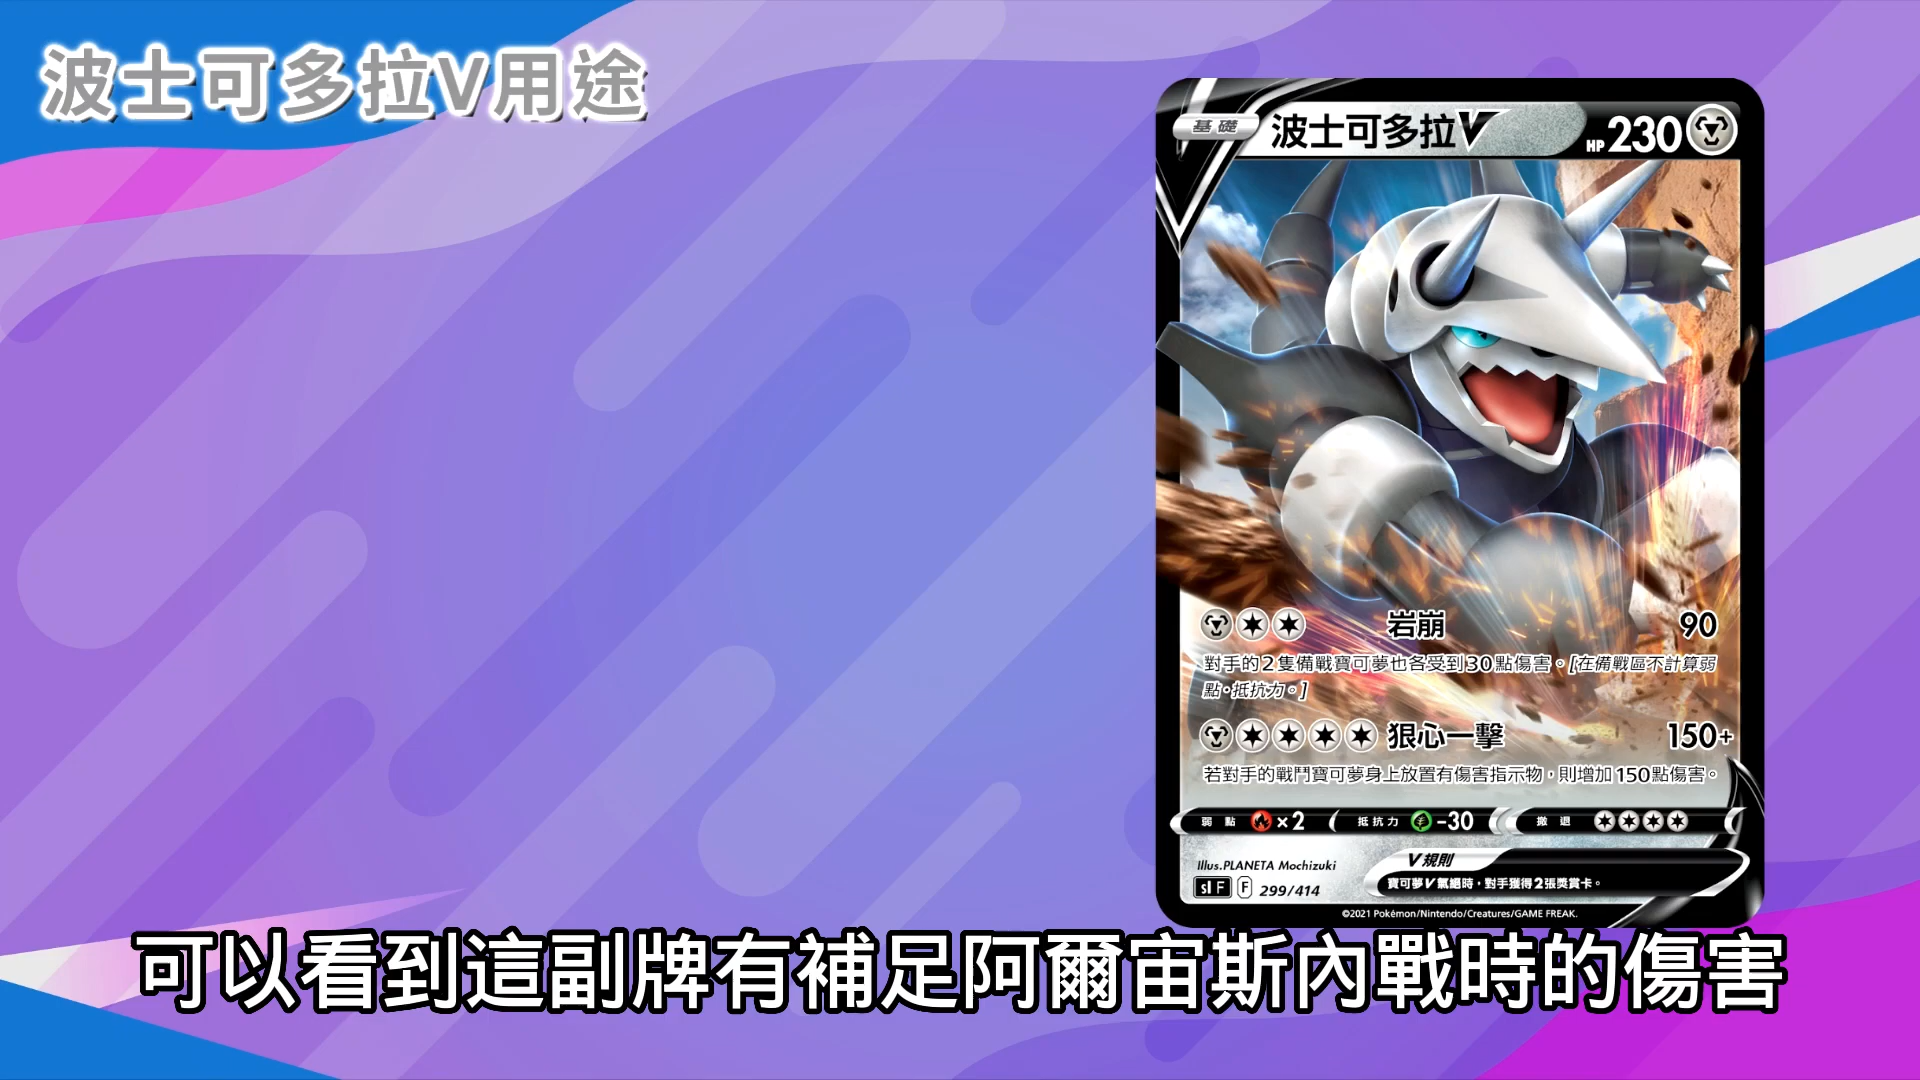 波士可多拉V用途
基礎 波士可多拉V HP 230
岩崩 90
對手的2隻備戰寶可夢也各受到30點傷害。[在備戰區不計算弱
點・抵抗力。]
狠心一擊 150+
若對手的戰鬥寶可夢身上放置有傷害指示物，則增加150點傷害。
弱點 ×2 抵抗力 -30 撤退
Illus.PLANETA Mochizuki
V規則
sI F F 299/414
寶可夢V氣絕時，對手獲得2張獎賞卡。
©2021 Pokémon/Nintendo/Creatures/GAME FREAK.
可以看到這副牌有補足阿爾宙斯內戰時的傷害